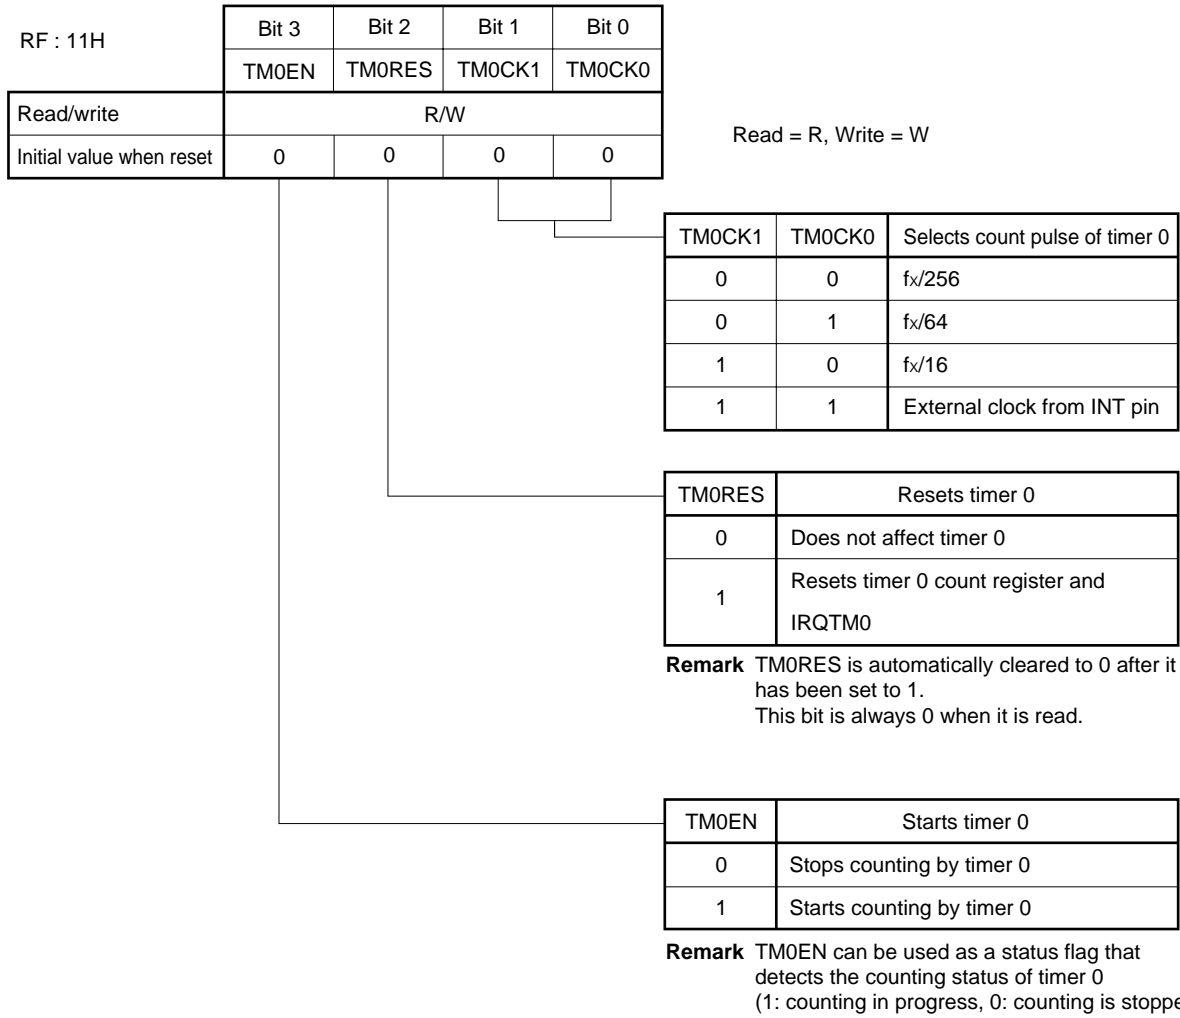 RF : 11H
Bit 3 Bit 2 Bit 1 Bit 0
TM0EN TM0RES TM0CK1 TM0CK0
Read/write R/W
Initial value when reset 0 0 0 0
Read = R, Write = W
TM0CK1 TM0CK0 Selects count pulse of timer 0
0 0 fX/256
0 1 fX/64
1 0 fX/16
1 1 External clock from INT pin
TM0RES Resets timer 0
0 Does not affect timer 0
1 Resets timer 0 count register and
IRQTM0
Remark TM0RES is automatically cleared to 0 after it
has been set to 1.
This bit is always 0 when it is read.
TM0EN Starts timer 0
0 Stops counting by timer 0
1 Starts counting by timer 0
Remark TM0EN can be used as a status flag that
detects the counting status of timer 0
(1: counting in progress, 0: counting is stoppe